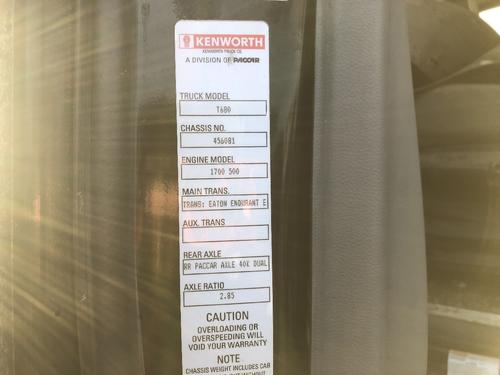 KENWORTH
KENWORTH TRUCK CO.
A DIVISION OF PACCAR
TRUCK MODEL
T680
CHASSIS NO.
456081
ENGINE MODEL
1700 500
MAIN TRANS.
TRANS: EATON ENDURANT E
AUX. TRANS
REAR AXLE
RR PACCAR AXLE 40K DUAL
AXLE RATIO
2.85
CAUTION
OVERLOADING OR
OVERSPEEDING WILL
VOID YOUR WARRANTY
NOTE
CHASSIS WEIGHT INCLUDES CAB